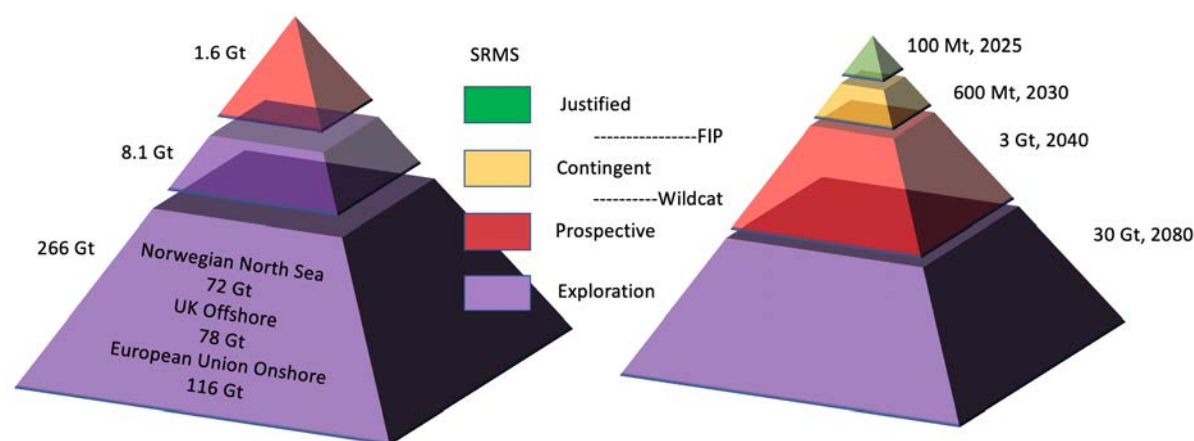 1.6 Gt
8.1 Gt
266 Gt
Norwegian North Sea
72 Gt
UK Offshore
78 Gt
European Union Onshore
116 Gt
SRMS
Justified
----------------FIP
Contingent
----------Wildcat
Prospective
Exploration
100 Mt, 2025
600 Mt, 2030
3 Gt, 2040
30 Gt, 2080